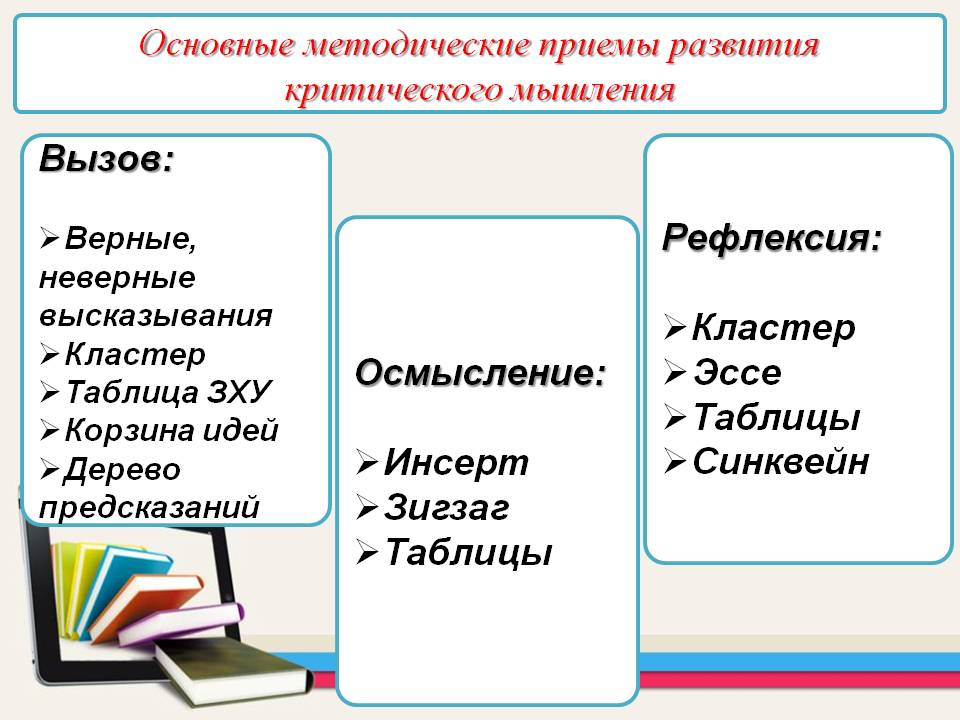 Основные методические приемы развития
критического мышления
Вызов:
➢Верные,
неверные
высказывания
➢Кластер
➢Таблица ЗХУ
➢Корзина идей
➢Дерево
предсказаний
Осмысление:
➢Инсерт
➢Зигзаг
➢Таблицы
Рефлексия:
➢Кластер
➢Эссе
➢Таблицы
➢Синквейн